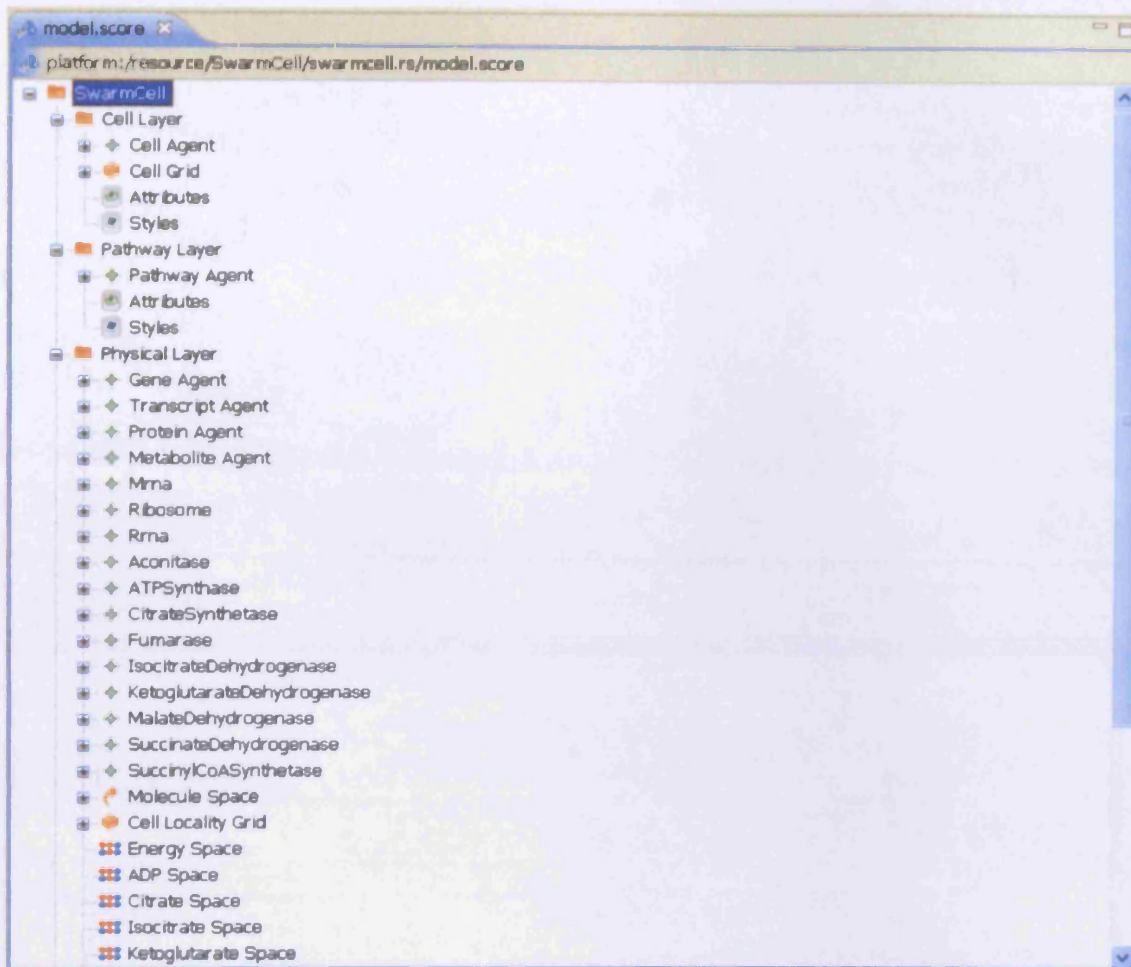 model.score
platform:/resource/SwarmCell/swarmcell.rs/model.score
SwarmCell
Cell Layer
Cell Agent
Cell Grid
Attributes
Styles
Pathway Layer
Pathway Agent
Attributes
Styles
Physical Layer
Gene Agent
Transcript Agent
Protein Agent
Metabolite Agent
Mrna
Ribosome
Rrna
Aconitase
ATPSynthase
CitrateSynthetase
Fumarase
IsocitrateDehydrogenase
KetoglutarateDehydrogenase
MalateDehydrogenase
SuccinateDehydrogenase
SuccinylCoASynthetase
Molecule Space
Cell Locality Grid
Energy Space
ADP Space
Citrate Space
Isocitrate Space
Ketoglutarate Space